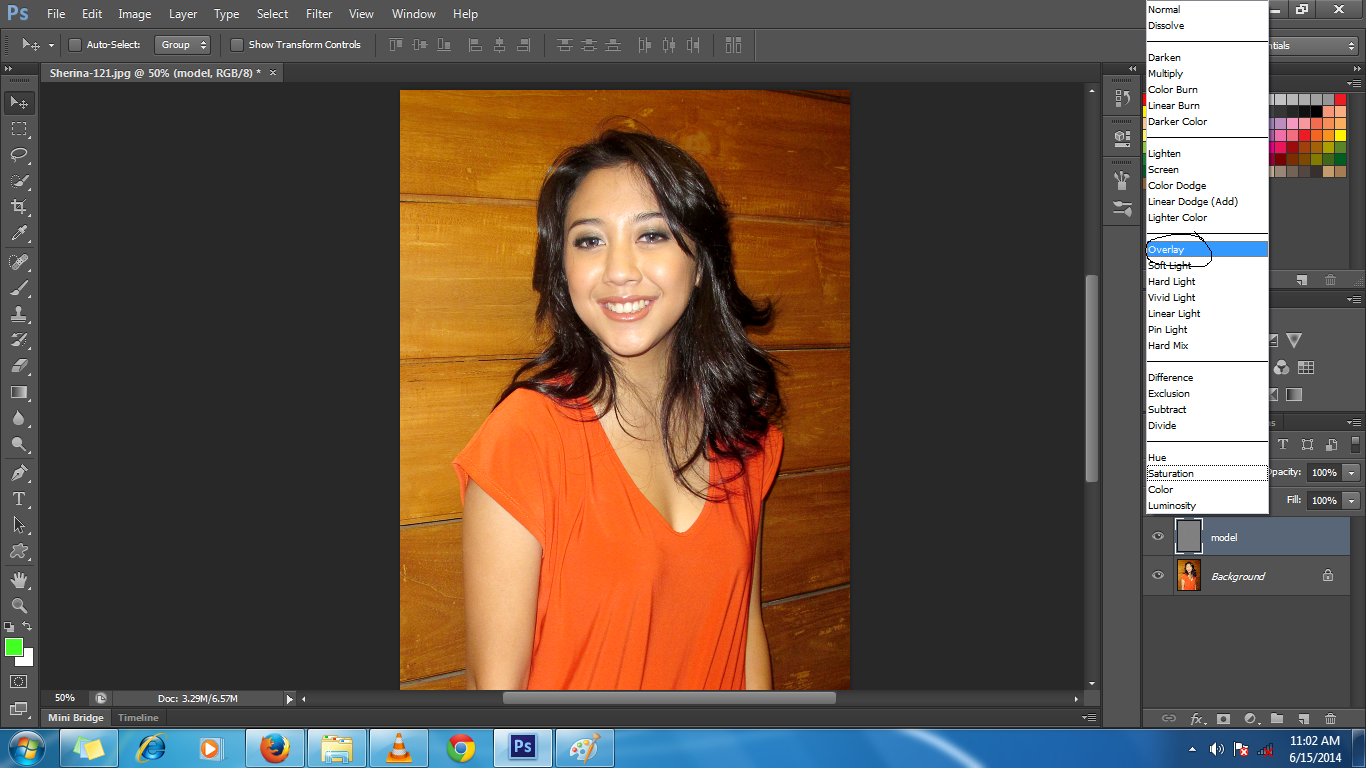 Ps File Edit Image Layer Type Select Filter View Window Help
Auto-Select: Group Show Transform Controls
Sherina-121.jpg @ 50% (model, RGB/8) * ×
Normal
Dissolve
Darken
Multiply
Color Burn
Linear Burn
Darker Color
Lighten
Screen
Color Dodge
Linear Dodge (Add)
Lighter Color
Overlay
Soft Light
Hard Light
Vivid Light
Linear Light
Pin Light
Hard Mix
Difference
Exclusion
Subtract
Divide
Hue
Saturation
Color
Luminosity
ntials
pacity: 100%
Fill: 100%
model
Background
50% Doc: 3.29M/6.57M
Mini Bridge Timeline
Ps
11:02 AM
6/15/2014